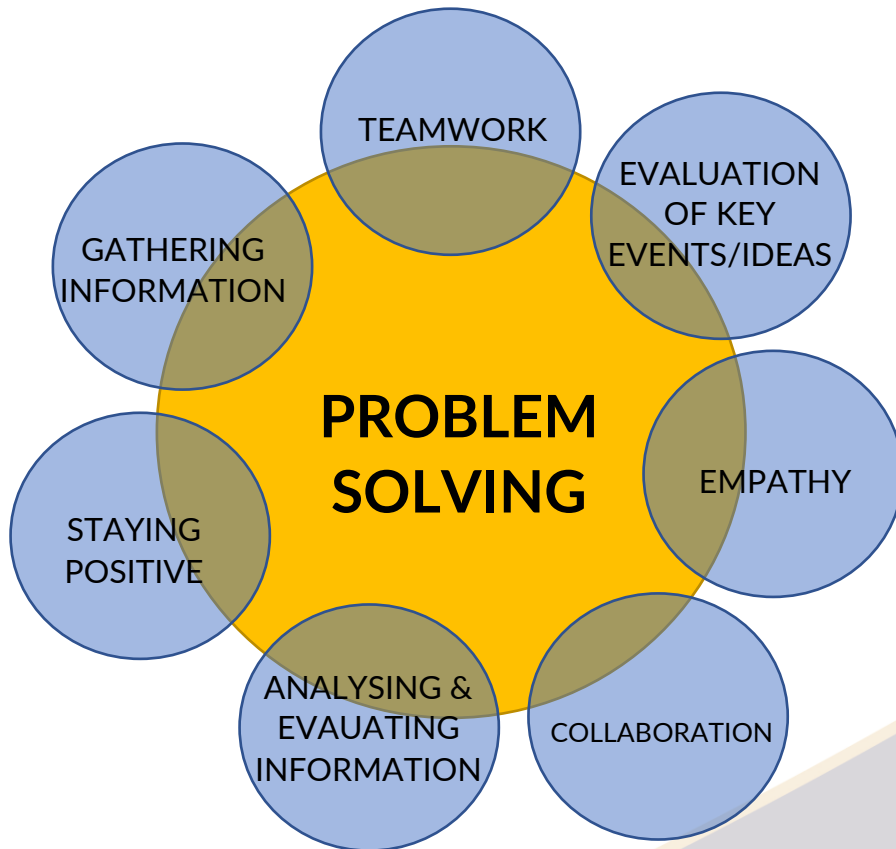 TEAMWORK
EVALUATION
OF KEY
EVENTS/IDEAS
GATHERING
INFORMATION
PROBLEM
SOLVING
EMPATHY
STAYING
POSITIVE
ANALYSING &
EVAUATING
INFORMATION
COLLABORATION